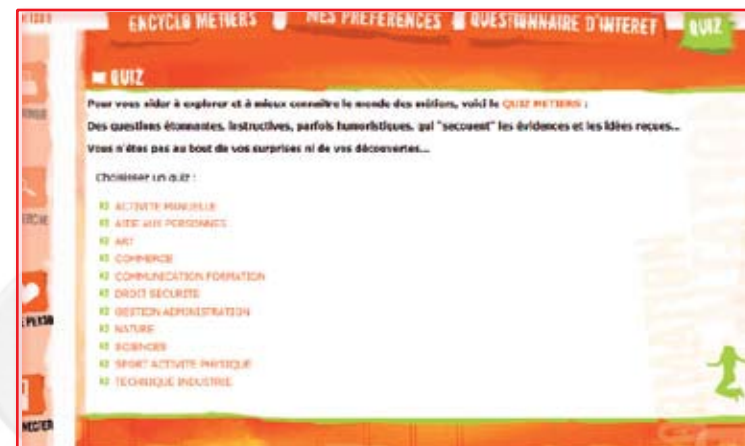 ENCYCLO METIERS MES PREFERENCES QUESTIONNAIRE D'INTERET QUIZ
QUIZ
Pour vous aider à explorer et à mieux connaître le monde des métiers, voici le QUIZ METIERS :
Des questions étonnantes, instructives, parfois humoristiques, qui "secouent" les évidences et les idées reçues...
Vous n'êtes pas au bout de vos surprises ni de vos découvertes...
Choisissez un quiz :
ACTIVITE MANUELLE
AIDE AUX PERSONNES
ART
COMMERCE
COMMUNICATION FORMATION
DROIT SECURITE
GESTION ADMINISTRATION
NATURE
SCIENCES
SPORT ACTIVITE PHYSIQUE
TECHNIQUE INDUSTRIE